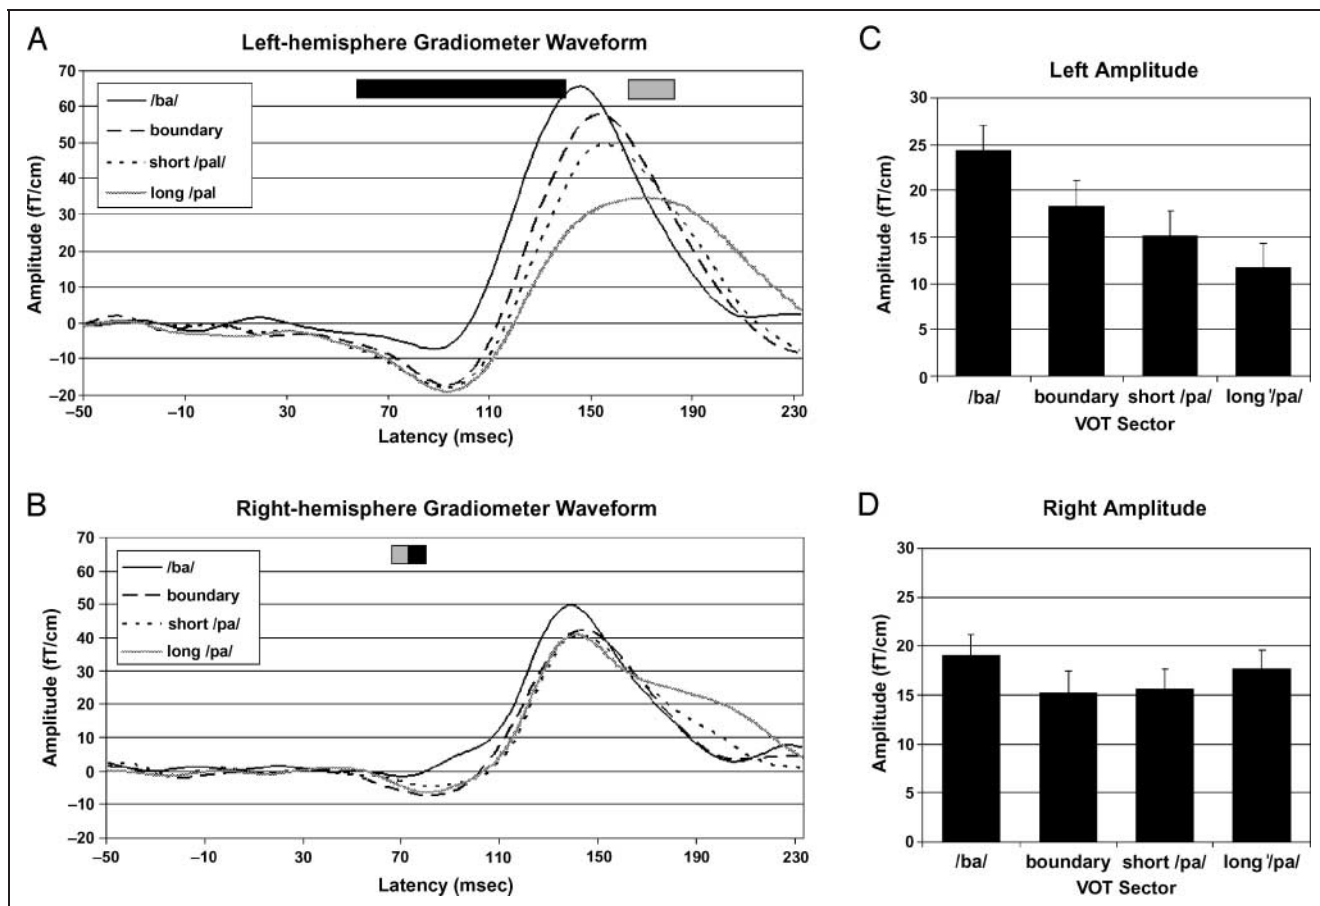 A
Left-hemisphere Gradiometer Waveform
Amplitude (fT/cm)
70
60
50
40
30
20
10
0
−10
−20
/ba/
boundary
short /pal/
long /pal
−50
−10
30
70
110
150
190
230
Latency (msec)
C
Left Amplitude
Amplitude (fT/cm)
30
25
20
15
10
5
0
/ba/
boundary
short /pa/
long '/pa/
VOT Sector
B
Right-hemisphere Gradiometer Waveform
Amplitude (fT/cm)
70
60
50
40
30
20
10
0
−10
−20
/ba/
boundary
short /pa/
long /pa/
−50
−10
30
70
110
150
190
230
Latency (msec)
D
Right Amplitude
Amplitude (fT/cm)
30
25
20
15
10
5
0
/ba/
boundary
short /pa/
long '/pa/
VOT Sector